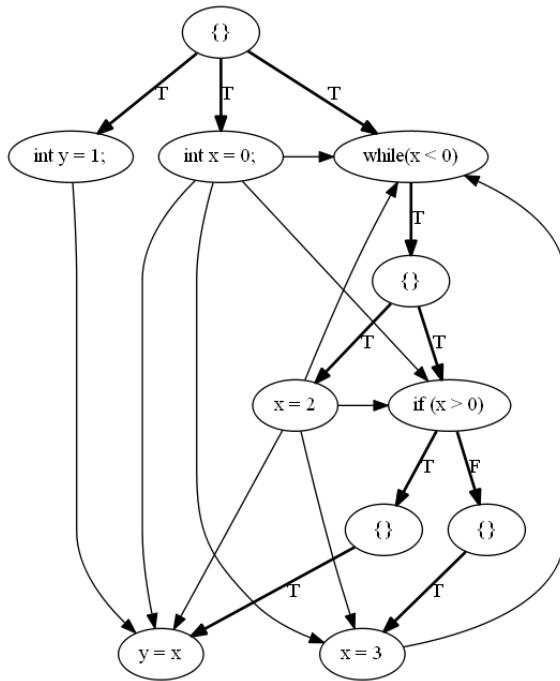 {}
T T T
int y = 1; int x = 0; while(x < 0)
T
{}
T T
x = 2 if (x > 0)
T F
{} {}
T T
y = x x = 3